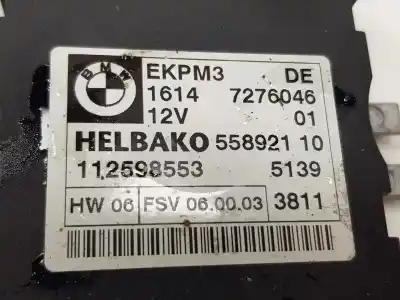 BMW
EKPM3 DE
1614 7276046
12V 01
HELBAKO 558921 10
112598553 5139
HW 06 FSV 06.00.03 3811